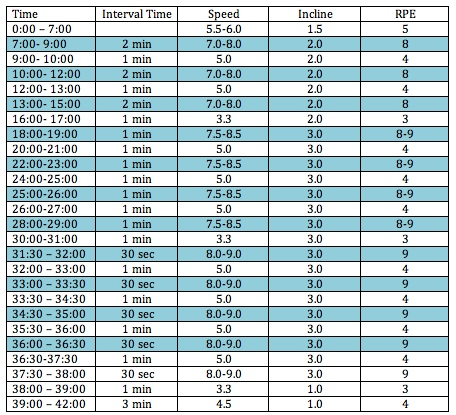 Time Interval Time Speed Incline RPE
0:00 – 7:00 5.5-6.0 1.5 5
7:00- 9:00 2 min 7.0-8.0 2.0 8
9:00- 10:00 1 min 5.0 2.0 4
10:00- 12:00 2 min 7.0-8.0 2.0 8
12:00- 13:00 1 min 5.0 2.0 4
13:00- 15:00 2 min 7.0-8.0 2.0 8
16:00 - 17:00 1 min 3.3 2.0 3
18:00-19:00 1 min 7.5-8.5 3.0 8-9
20:00-21:00 1 min 5.0 3.0 4
22:00-23:00 1 min 7.5-8.5 3.0 8-9
24:00-25:00 1 min 5.0 3.0 4
25:00-26:00 1 min 7.5-8.5 3.0 8-9
26:00-27:00 1 min 5.0 3.0 4
28:00-29:00 1 min 7.5-8.5 3.0 8-9
30:00-31:00 1 min 3.3 3.0 3
31:30 – 32:00 30 sec 8.0-9.0 3.0 9
32:00 – 33:00 1 min 5.0 3.0 4
33:00 – 33:30 30 sec 8.0-9.0 3.0 9
33:30 – 34:30 1 min 5.0 3.0 4
34:30 – 35:00 30 sec 8.0-9.0 3.0 9
35:30 – 36:00 1 min 5.0 3.0 4
36:00 – 36:30 30 sec 8.0-9.0 3.0 9
36:30-37:30 1 min 5.0 3.0 4
37:30 – 38:00 30 sec 8.0-9.0 3.0 9
38:00 – 39:00 1 min 3.3 1.0 3
39:00 – 42:00 3 min 4.5 1.0 4